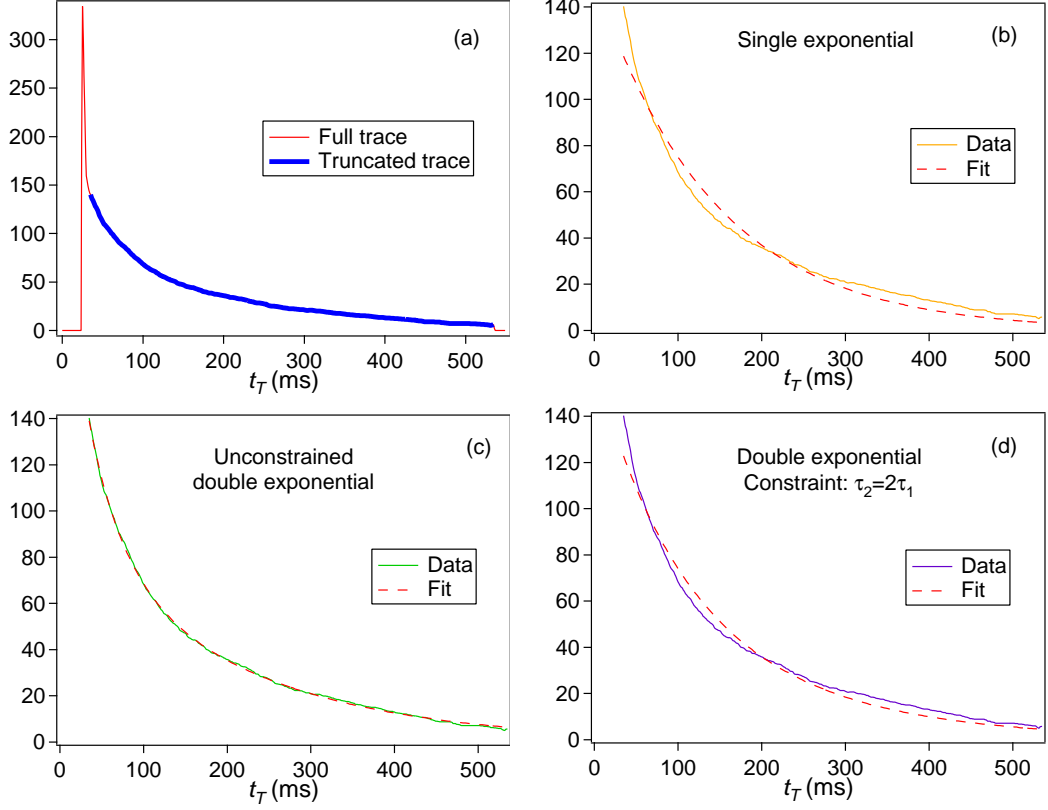 (a)
300
250
200
150
100
50
0
Full trace
Truncated trace
0 100 200 300 400 500
t_T (ms)
(b)
Single exponential
140
120
100
80
60
40
20
0
Data
Fit
0 100 200 300 400 500
t_T (ms)
(c)
Unconstrained
double exponential
140
120
100
80
60
40
20
0
Data
Fit
0 100 200 300 400 500
t_T (ms)
(d)
Double exponential
Constraint: τ₂=2τ₁
140
120
100
80
60
40
20
0
Data
Fit
0 100 200 300 400 500
t_T (ms)